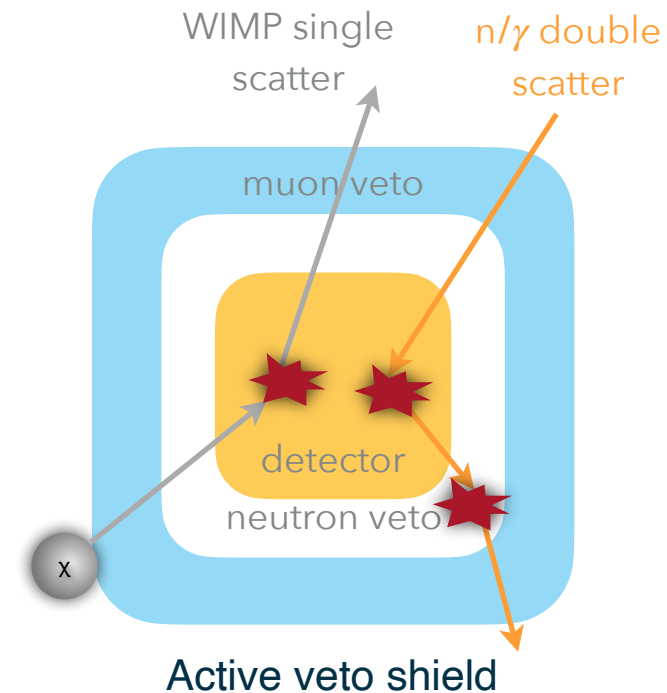 WIMP single
scatter
n/γ double
scatter
muon veto
detector
neutron veto
χ
Active veto shield